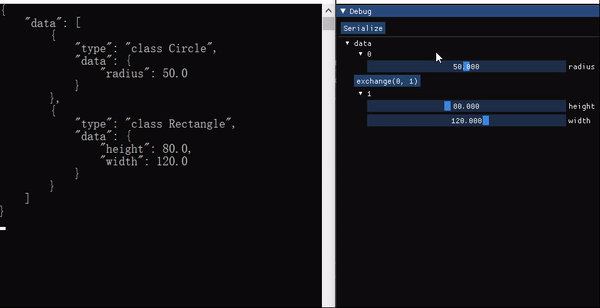 {
"data": [
{
"type": "class Circle",
"data": {
"radius": 50.0
}
},
{
"type": "class Rectangle",
"data": {
"height": 80.0,
"width": 120.0
}
}
]
}
Debug
Serialize
data
0
50.000 radius
exchange(0, 1)
1
80.000 height
120.000 width